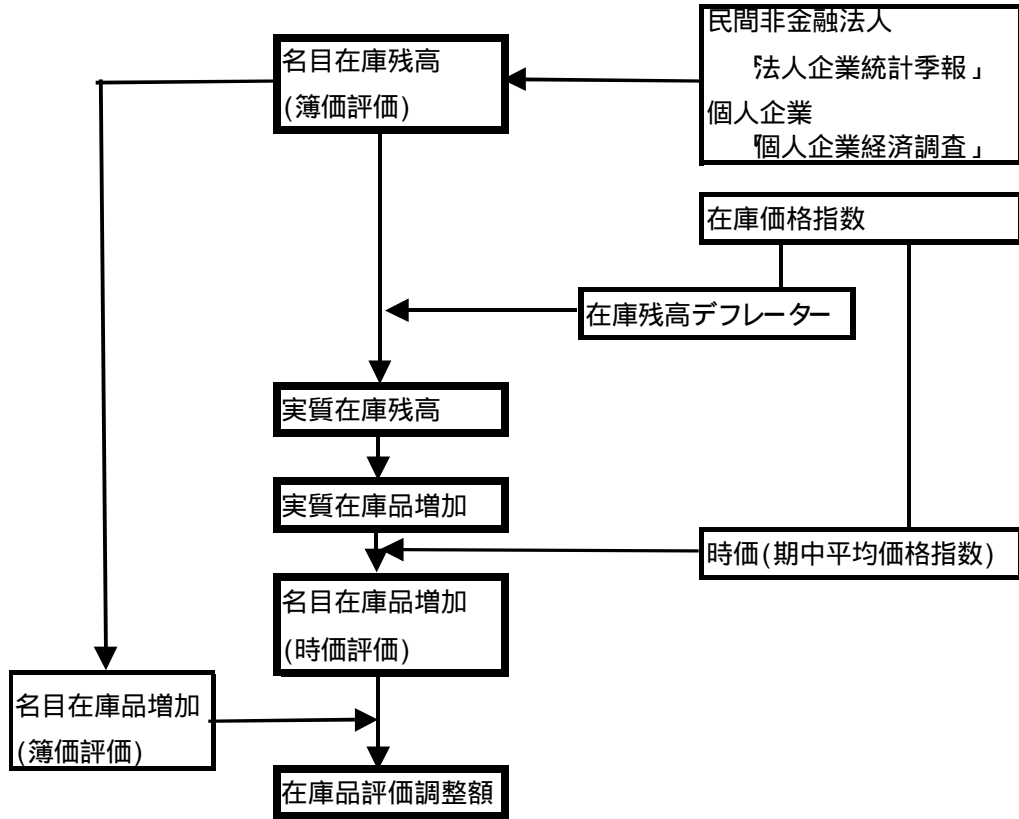 民間非金融法人
「法人企業統計季報」
個人企業
「個人企業経済調査」
名目在庫残高
(簿価評価)
在庫価格指数
在庫残高デフレーター
実質在庫残高
実質在庫品増加
時価(期中平均価格指数)
名目在庫品増加
(時価評価)
名目在庫品増加
(簿価評価)
在庫品評価調整額